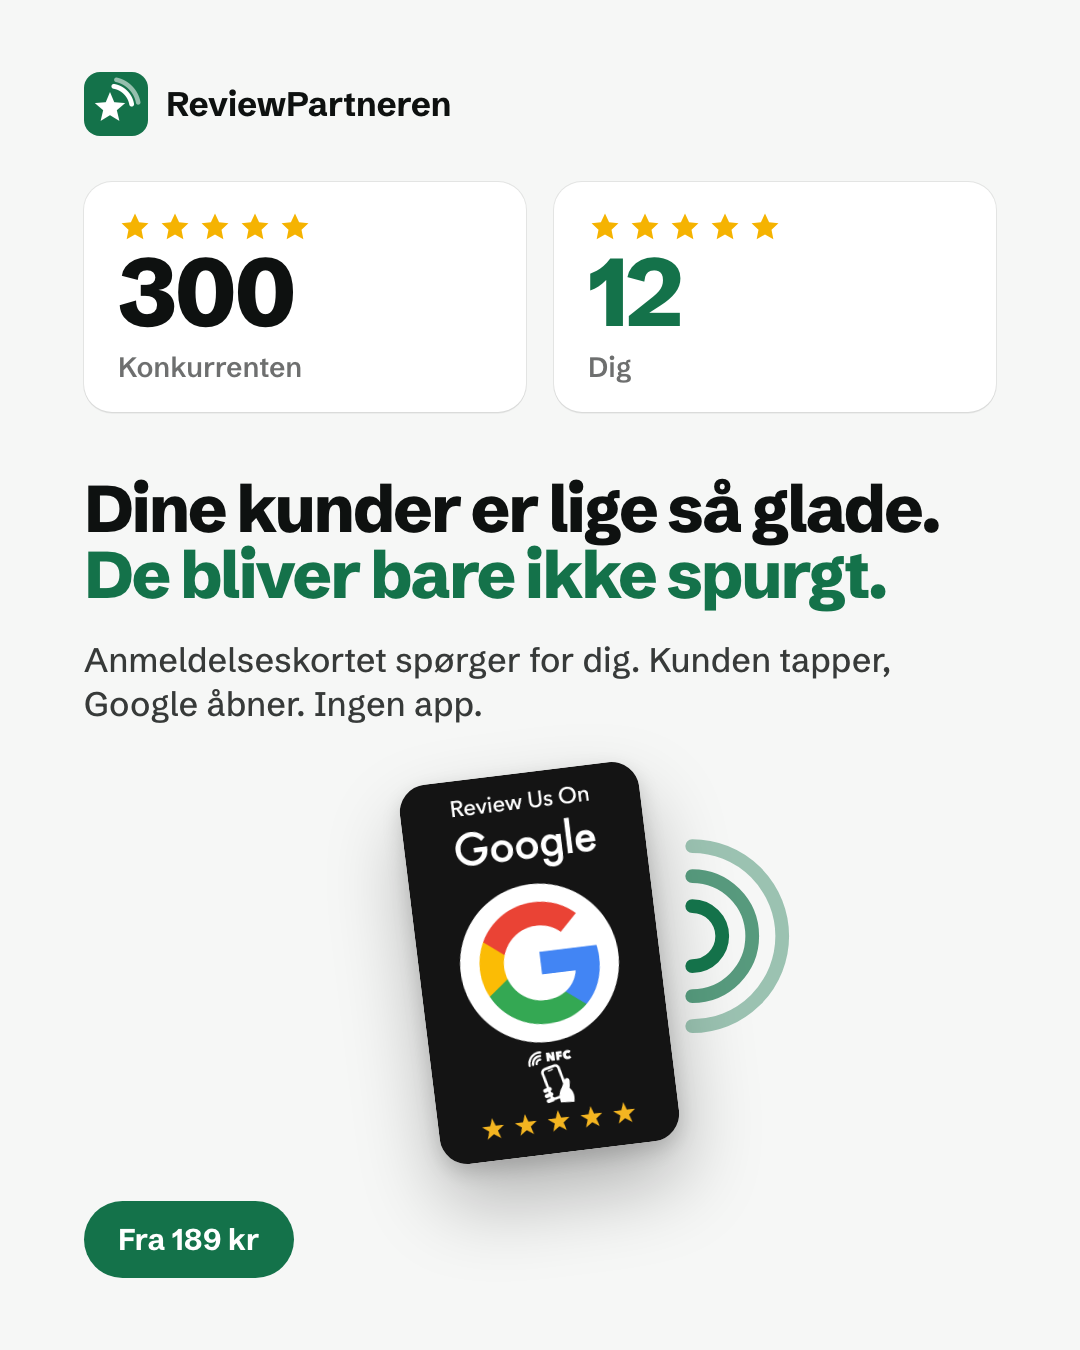 ReviewPartneren
300
Konkurrenten
12
Dig
Dine kunder er lige så glade.
De bliver bare ikke spurgt.
Anmeldelseskortet spørger for dig. Kunden tapper,
Google åbner. Ingen app.
Review Us On
Google
NFC
Fra 189 kr